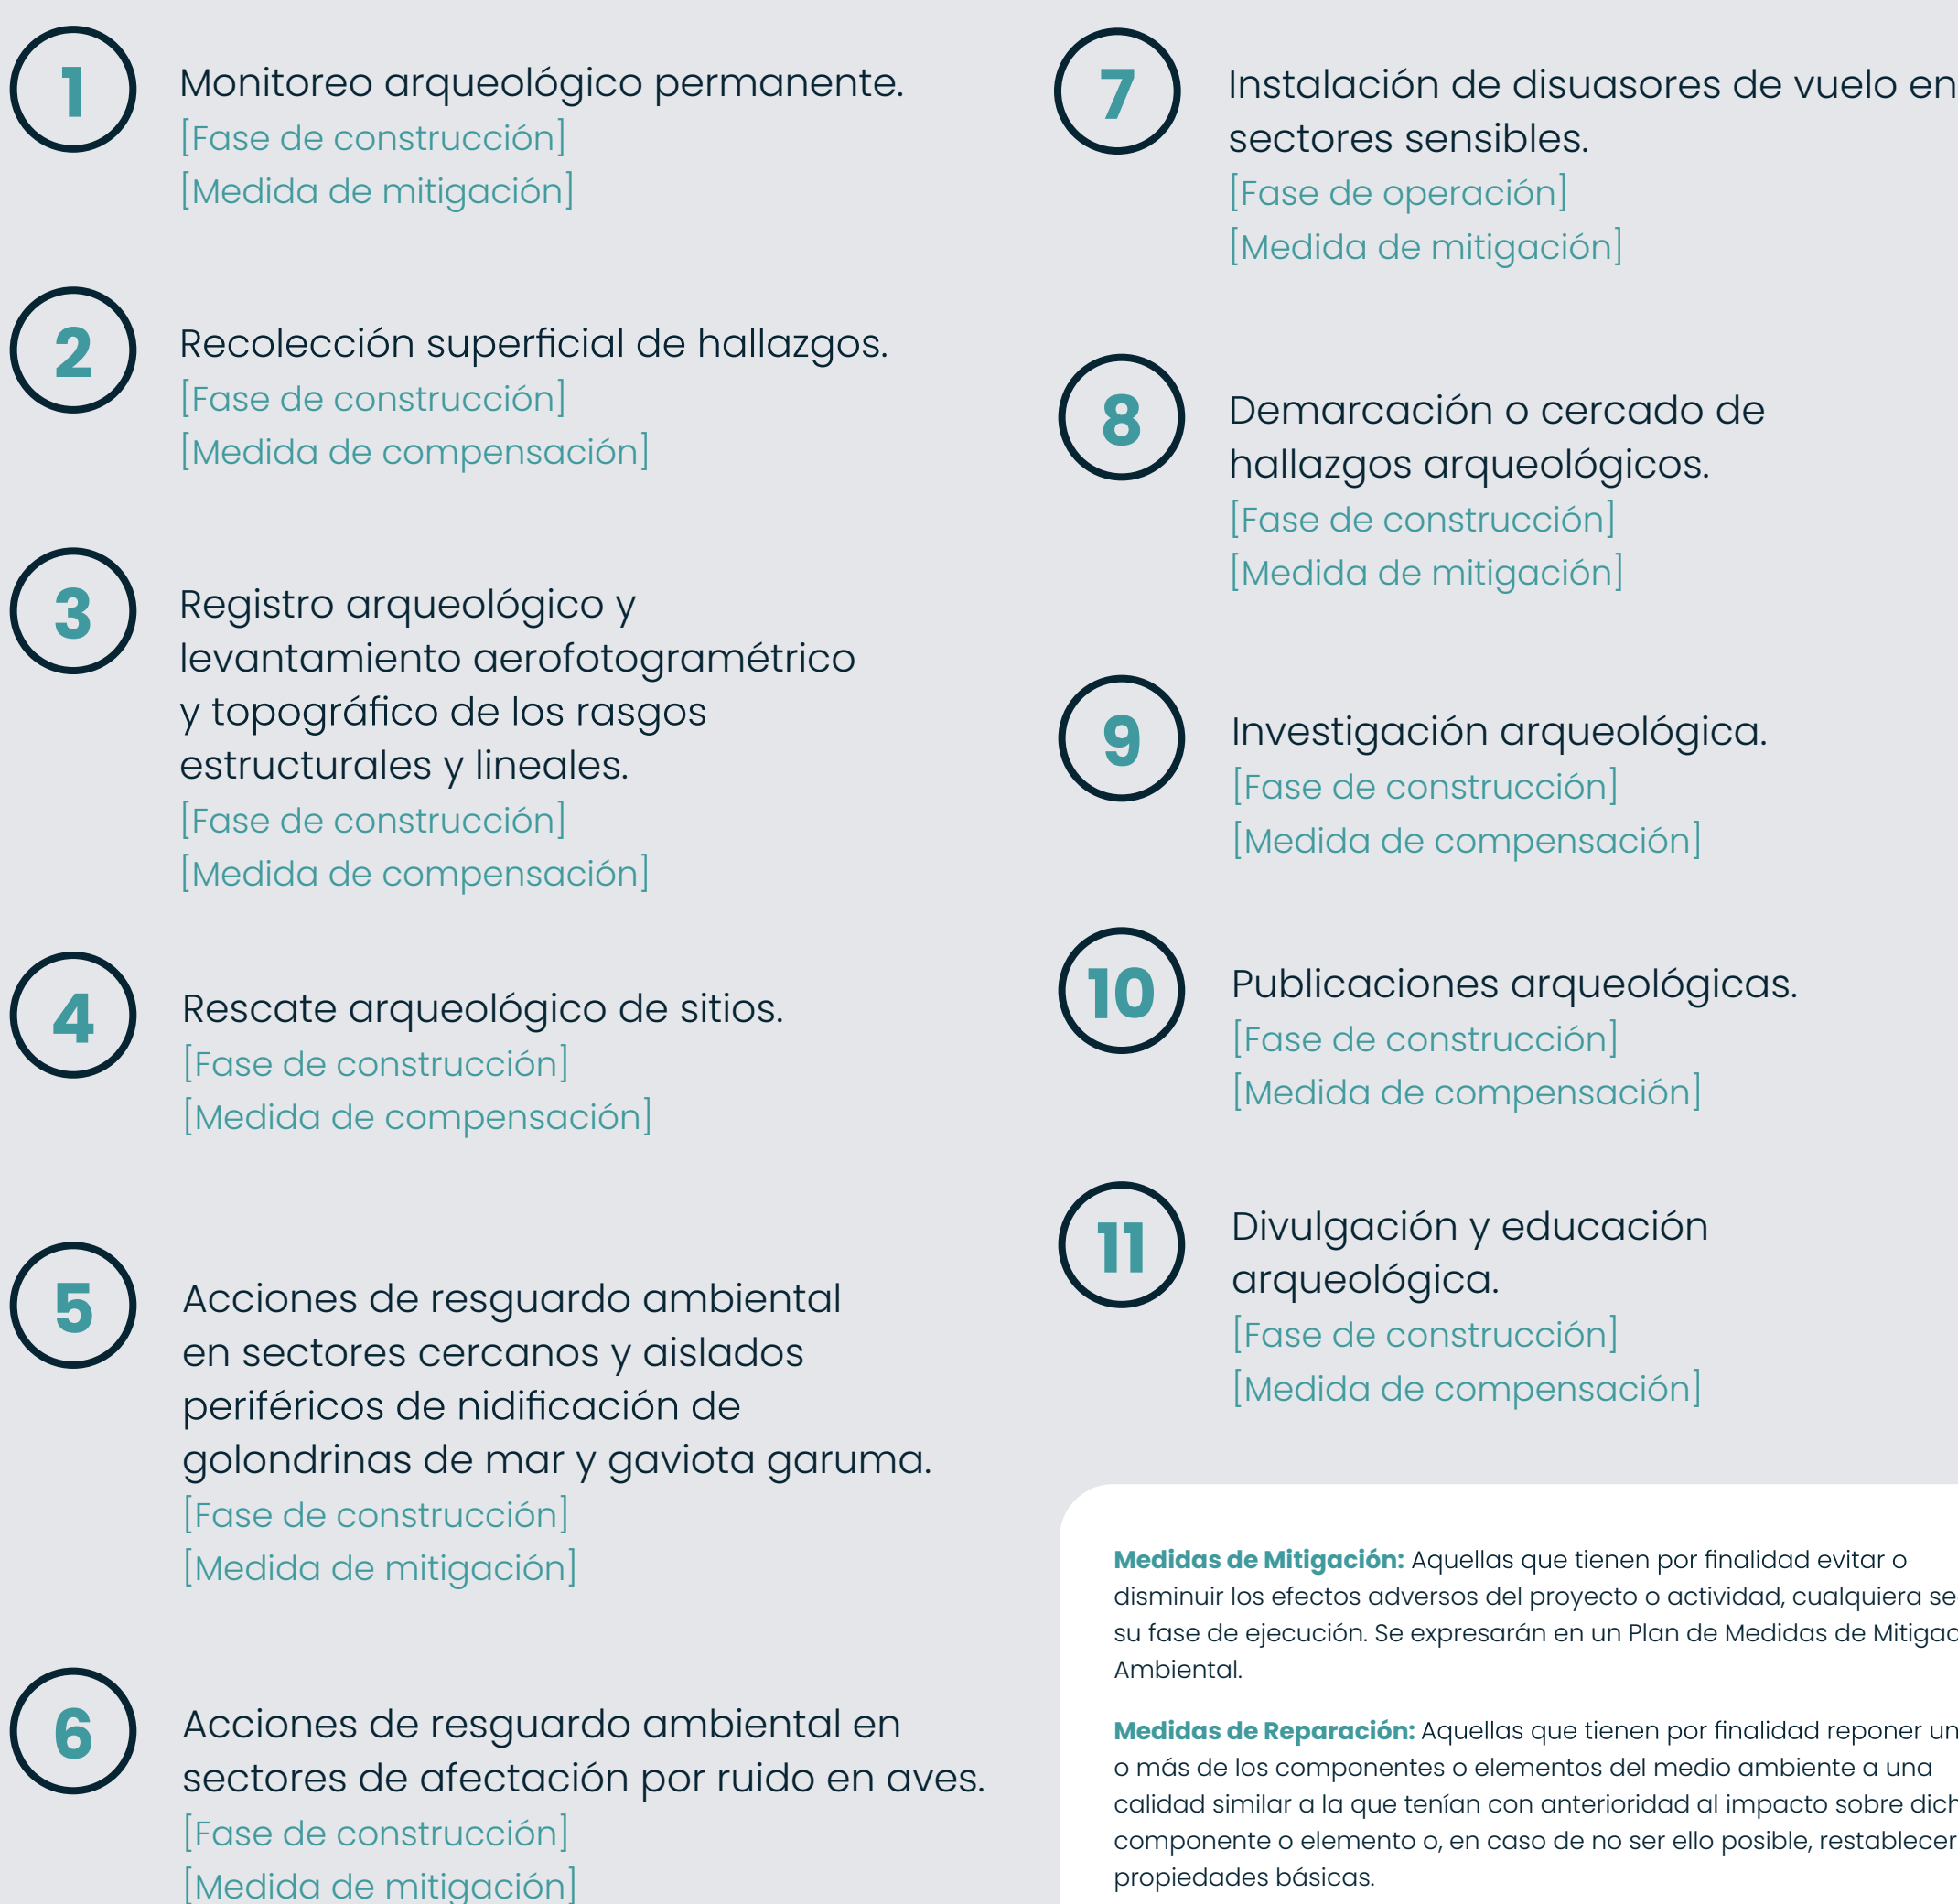 1
Monitoreo arqueológico permanente.
[Fase de construcción]
[Medida de mitigación]
2
Recolección superficial de hallazgos.
[Fase de construcción]
[Medida de compensación]
3
Registro arqueológico y
levantamiento aerofotogramétrico
y topográfico de los rasgos
estructurales y lineales.
[Fase de construcción]
[Medida de compensación]
4
Rescate arqueológico de sitios.
[Fase de construcción]
[Medida de compensación]
5
Acciones de resguardo ambiental
en sectores cercanos y aislados
periféricos de nidificación de
golondrinas de mar y gaviota garuma.
[Fase de construcción]
[Medida de mitigación]
6
Acciones de resguardo ambiental en
sectores de afectación por ruido en aves.
[Fase de construcción]
[Medida de mitigación]
7
Instalación de disuasores de vuelo en
sectores sensibles.
[Fase de operación]
[Medida de mitigación]
8
Demarcación o cercado de
hallazgos arqueológicos.
[Fase de construcción]
[Medida de mitigación]
9
Investigación arqueológica.
[Fase de construcción]
[Medida de compensación]
10
Publicaciones arqueológicas.
[Fase de construcción]
[Medida de compensación]
11
Divulgación y educación
arqueológica.
[Fase de construcción]
[Medida de compensación]
Medidas de Mitigación: Aquellas que tienen por finalidad evitar o
disminuir los efectos adversos del proyecto o actividad, cualquiera se
su fase de ejecución. Se expresarán en un Plan de Medidas de Mitigac
Ambiental.
Medidas de Reparación: Aquellas que tienen por finalidad reponer un
o más de los componentes o elementos del medio ambiente a una
calidad similar a la que tenían con anterioridad al impacto sobre dich
componente o elemento o, en caso de no ser ello posible, restablecer
propiedades básicas.